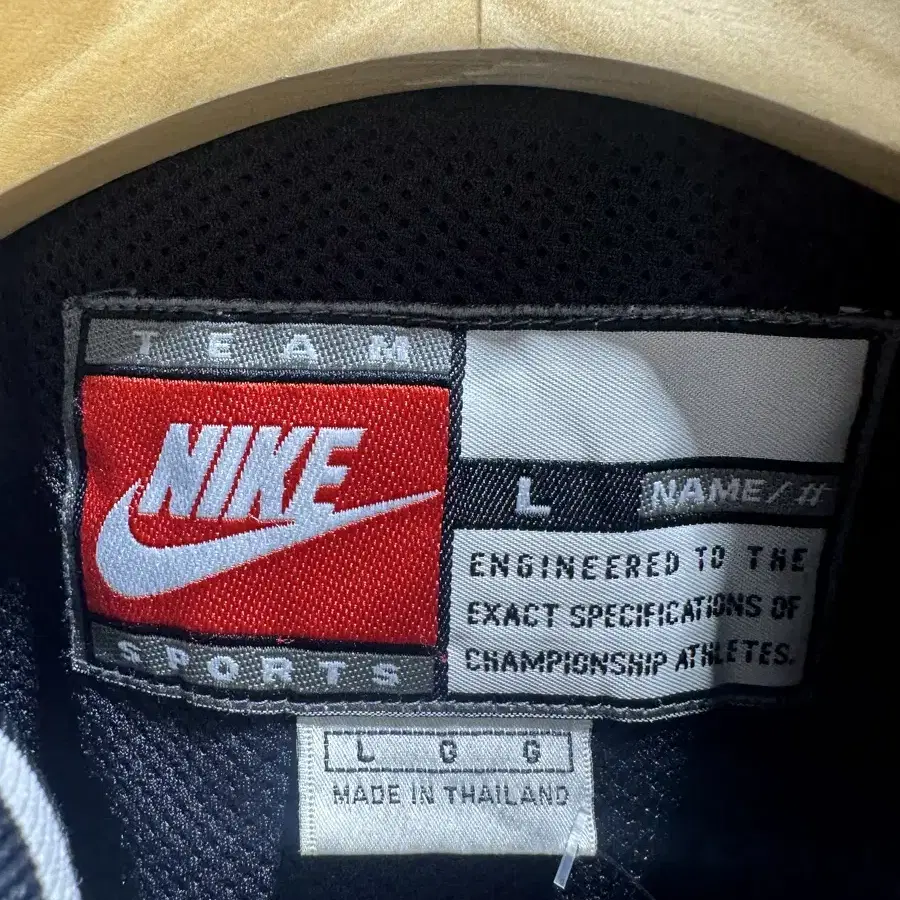 TEAM
NIKE
SPORTS
L NAME/#
ENGINEERED TO THE
EXACT SPECIFICATIONS OF
CHAMPIONSHIP ATHLETES.
L G G
MADE IN THAILAND